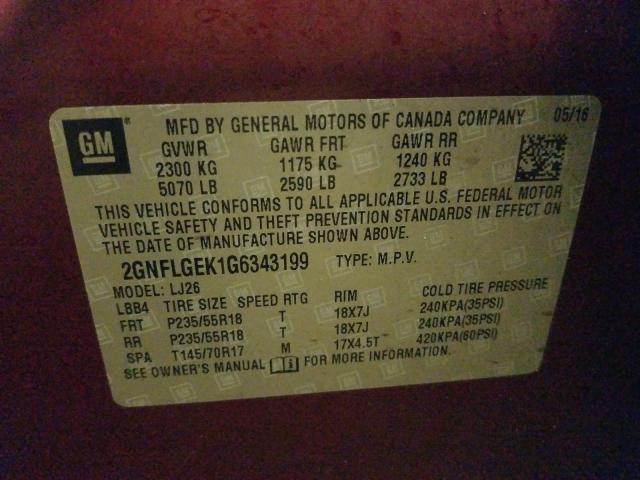 GM
MFD BY GENERAL MOTORS OF CANADA COMPANY 05/16
GVWR GAWR FRT GAWR RR
2300 KG 1175 KG 1240 KG
5070 LB 2590 LB 2733 LB
THIS VEHICLE CONFORMS TO ALL APPLICABLE U.S. FEDERAL MOTOR
VEHICLE SAFETY AND THEFT PREVENTION STANDARDS IN EFFECT ON
THE DATE OF MANUFACTURE SHOWN ABOVE.
2GNFLGEK1G6343199 TYPE: M.P.V.
MODEL: LJ26
LBB4 TIRE SIZE SPEED RTG RIM COLD TIRE PRESSURE
FRT P235/55R18 T 18X7J 240KPA(35PSI)
RR P235/55R18 T 18X7J 240KPA(35PSI)
SPA T145/70R17 M 17X4.5T 420KPA(60PSI)
SEE OWNER'S MANUAL FOR MORE INFORMATION.